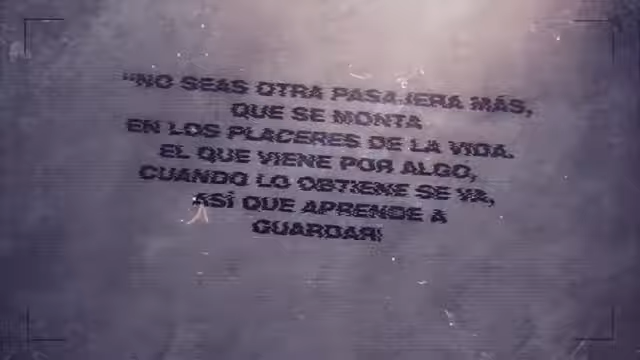 “NO SEAS OTRA PASAJERA MÁS,
QUE SE MONTA
EN LOS PLACERES DE LA VIDA.
EL QUE VIENE POR ALGO,
CUANDO LO OBTIENE SE VA,
ASÍ QUE APRENDE A
GUARDAR!